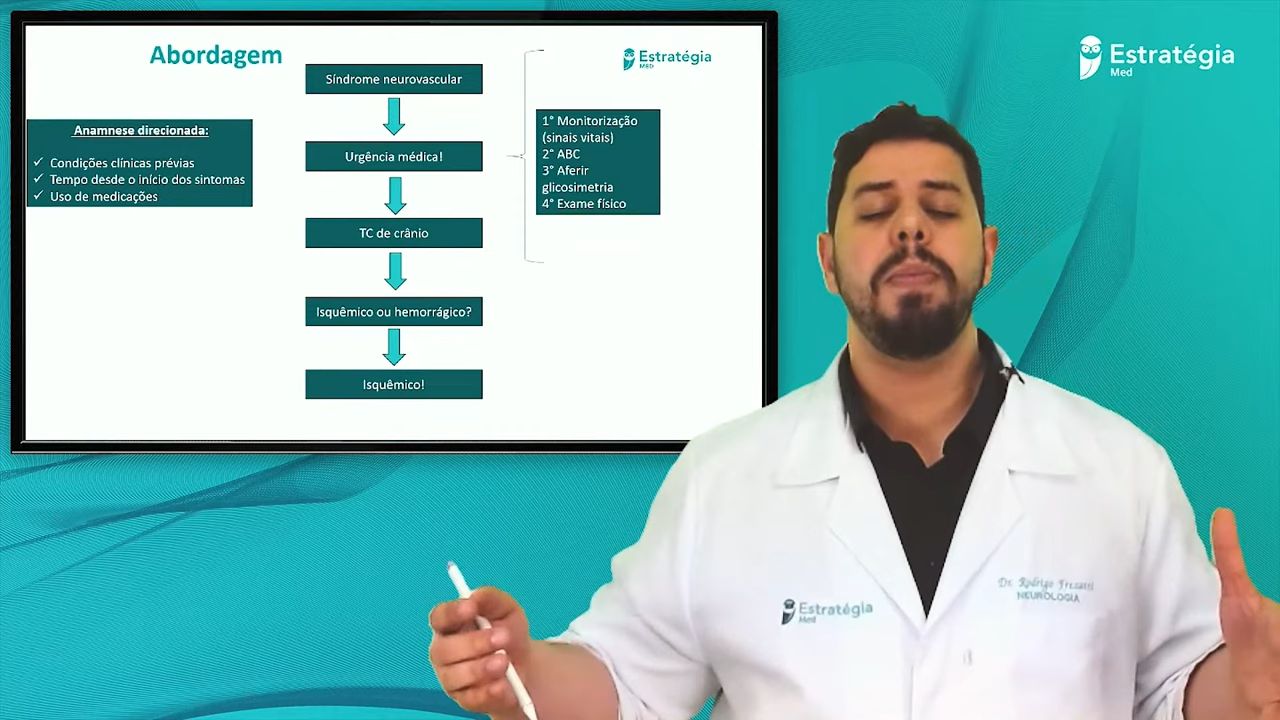 Abordagem
Estratégia
MED
Síndrome neurovascular
Urgência médica!
TC de crânio
Isquêmico ou hemorrágico?
Isquêmico!
Anamnese direcionada:
✓ Condições clínicas prévias
✓ Tempo desde o início dos sintomas
✓ Uso de medicações
1° Monitorização
(sinais vitais)
2° ABC
3° Aferir
glicosimetria
4° Exame físico
Estratégia
Med
Estratégia
Med
Dr. Rodrigo
NEUROLOGIA